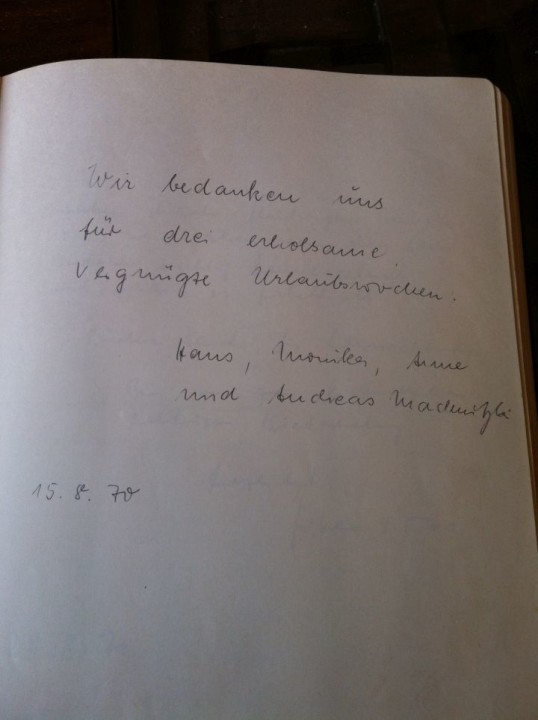 Wir bedanken uns
für drei erholsame
vergnügte Urlaubswochen.
Hans, Monika, Anne
und Andreas
15. 8. 70